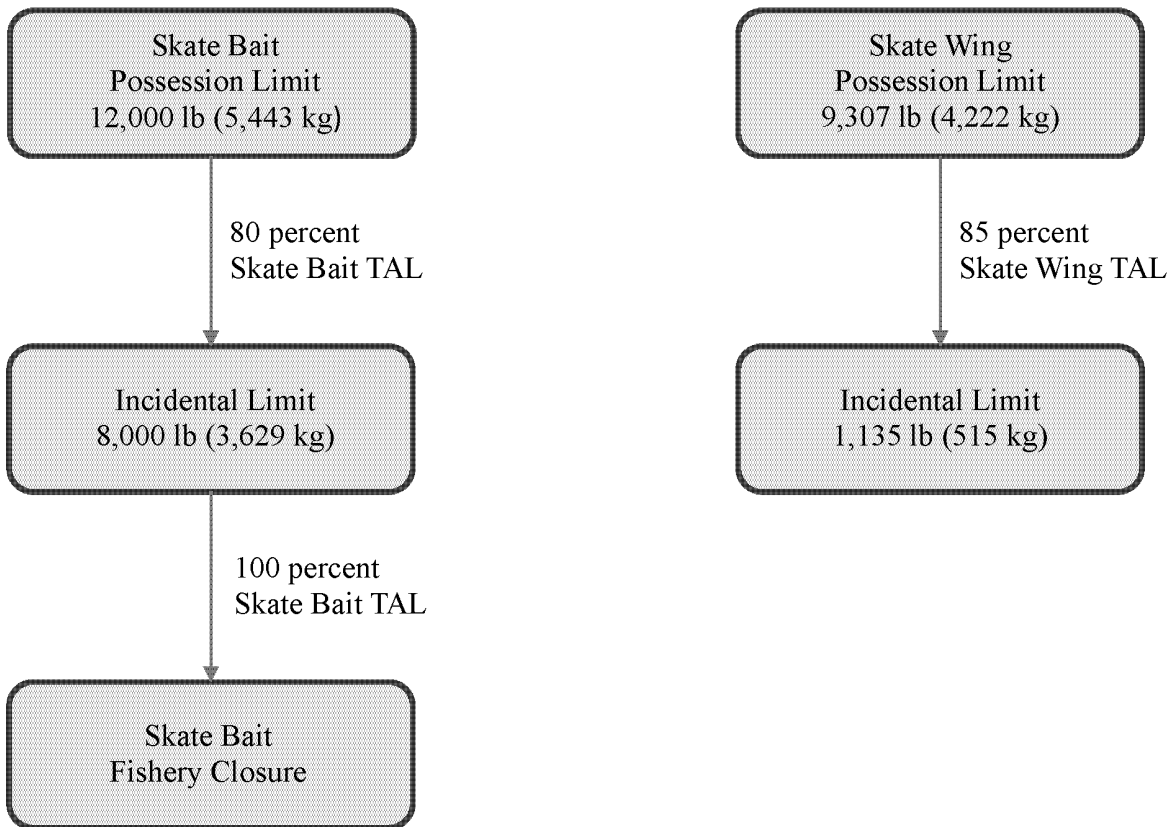 Skate Bait
Possession Limit
12,000 lb (5,443 kg)
80 percent
Skate Bait TAL
Incidental Limit
8,000 lb (3,629 kg)
100 percent
Skate Bait TAL
Skate Bait
Fishery Closure
Skate Wing
Possession Limit
9,307 lb (4,222 kg)
85 percent
Skate Wing TAL
Incidental Limit
1,135 lb (515 kg)